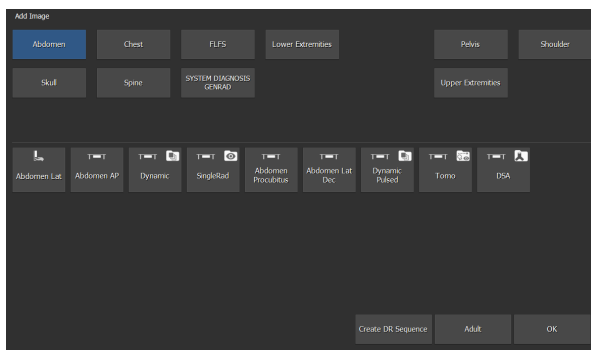 Add Image
Abdomen Chest FLFS Lower Extremities Pelvis Shoulder
Skull Spine SYSTEM DIAGNOSIS GENRAD Upper Extremities
Abdomen Lat Abdomen AP Dynamic SingleRad Abdomen Procubitus Abdomen Lat Dec Dynamic Pulsed Tomo DSA
Create DR Sequence Adult OK